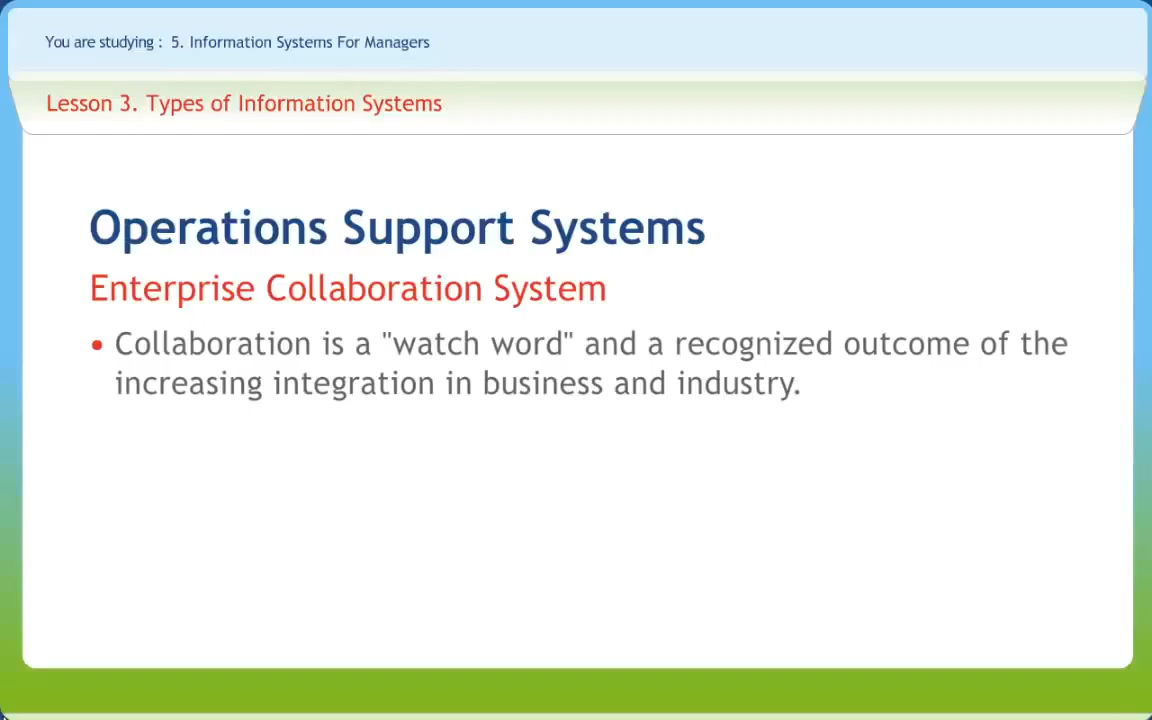 You are studying : 5. Information Systems For Managers
Lesson 3. Types of Information Systems
Operations Support Systems
Enterprise Collaboration System
• Collaboration is a "watch word" and a recognized outcome of the
increasing integration in business and industry.